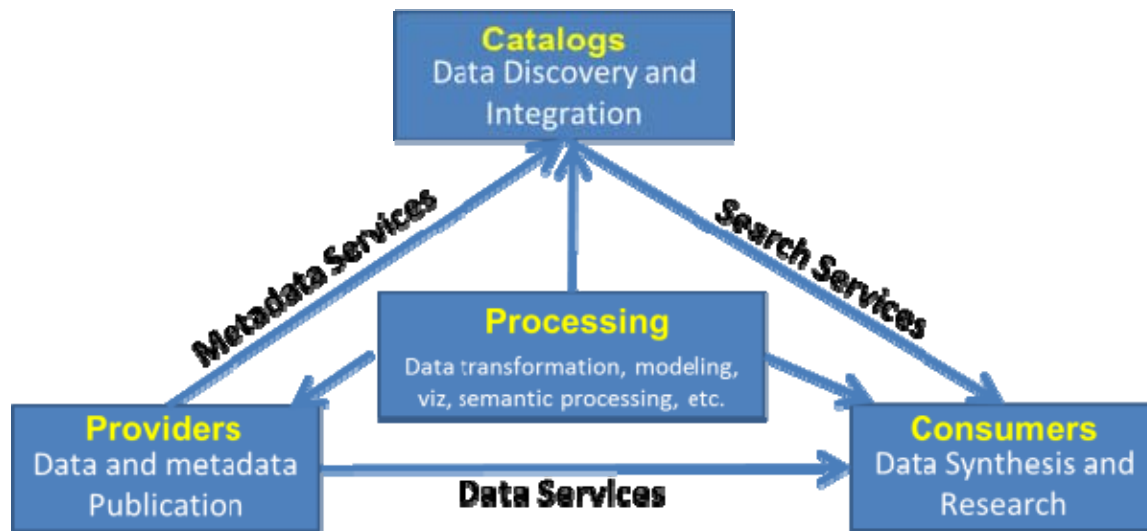 Catalogs
Data Discovery and
Integration
Metadata Services
Search Services
Processing
Data transformation, modeling,
viz, semantic processing, etc.
Providers
Data and metadata
Publication
Data Services
Consumers
Data Synthesis and
Research